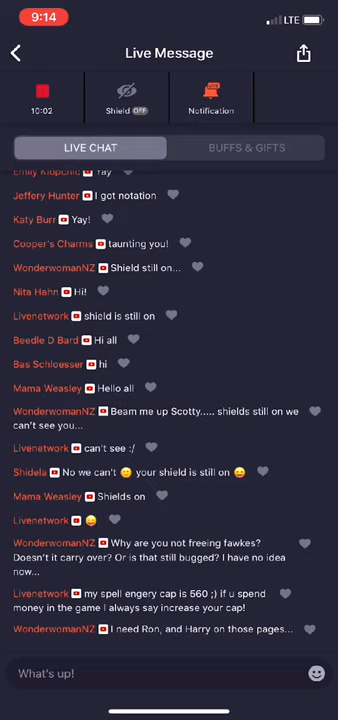 9:14
LTE
Live Message
10:02
Shield OFF
LIVE
Notification
LIVE CHAT
BUFFS & GIFTS
Emily Klopchic Yay
Jeffery Hunter I got notation
Katy Burr Yay!
Cooper's Charms taunting you!
WonderwomanNZ Shield still on...
Nita Hahn Hi!
Livenetwork shield is still on
Beedle D Bard Hi all
Bas Schloesser hi
Mama Weasley Hello all
WonderwomanNZ Beam me up Scotty..... shields still on we
can't see you...
Livenetwork can't see :/
Shidela No we can't 😊 your shield is still on 😄
Mama Weasley Shields on
Livenetwork 😜
WonderwomanNZ Why are you not freeing fawkes?
Doesn't it carry over? Or is that still bugged? I have no idea
now...
Livenetwork my spell engery cap is 560 ;) if u spend
money in the game I always say increase your cap!
WonderwomanNZ I need Ron, and Harry on those pages...
What's up!